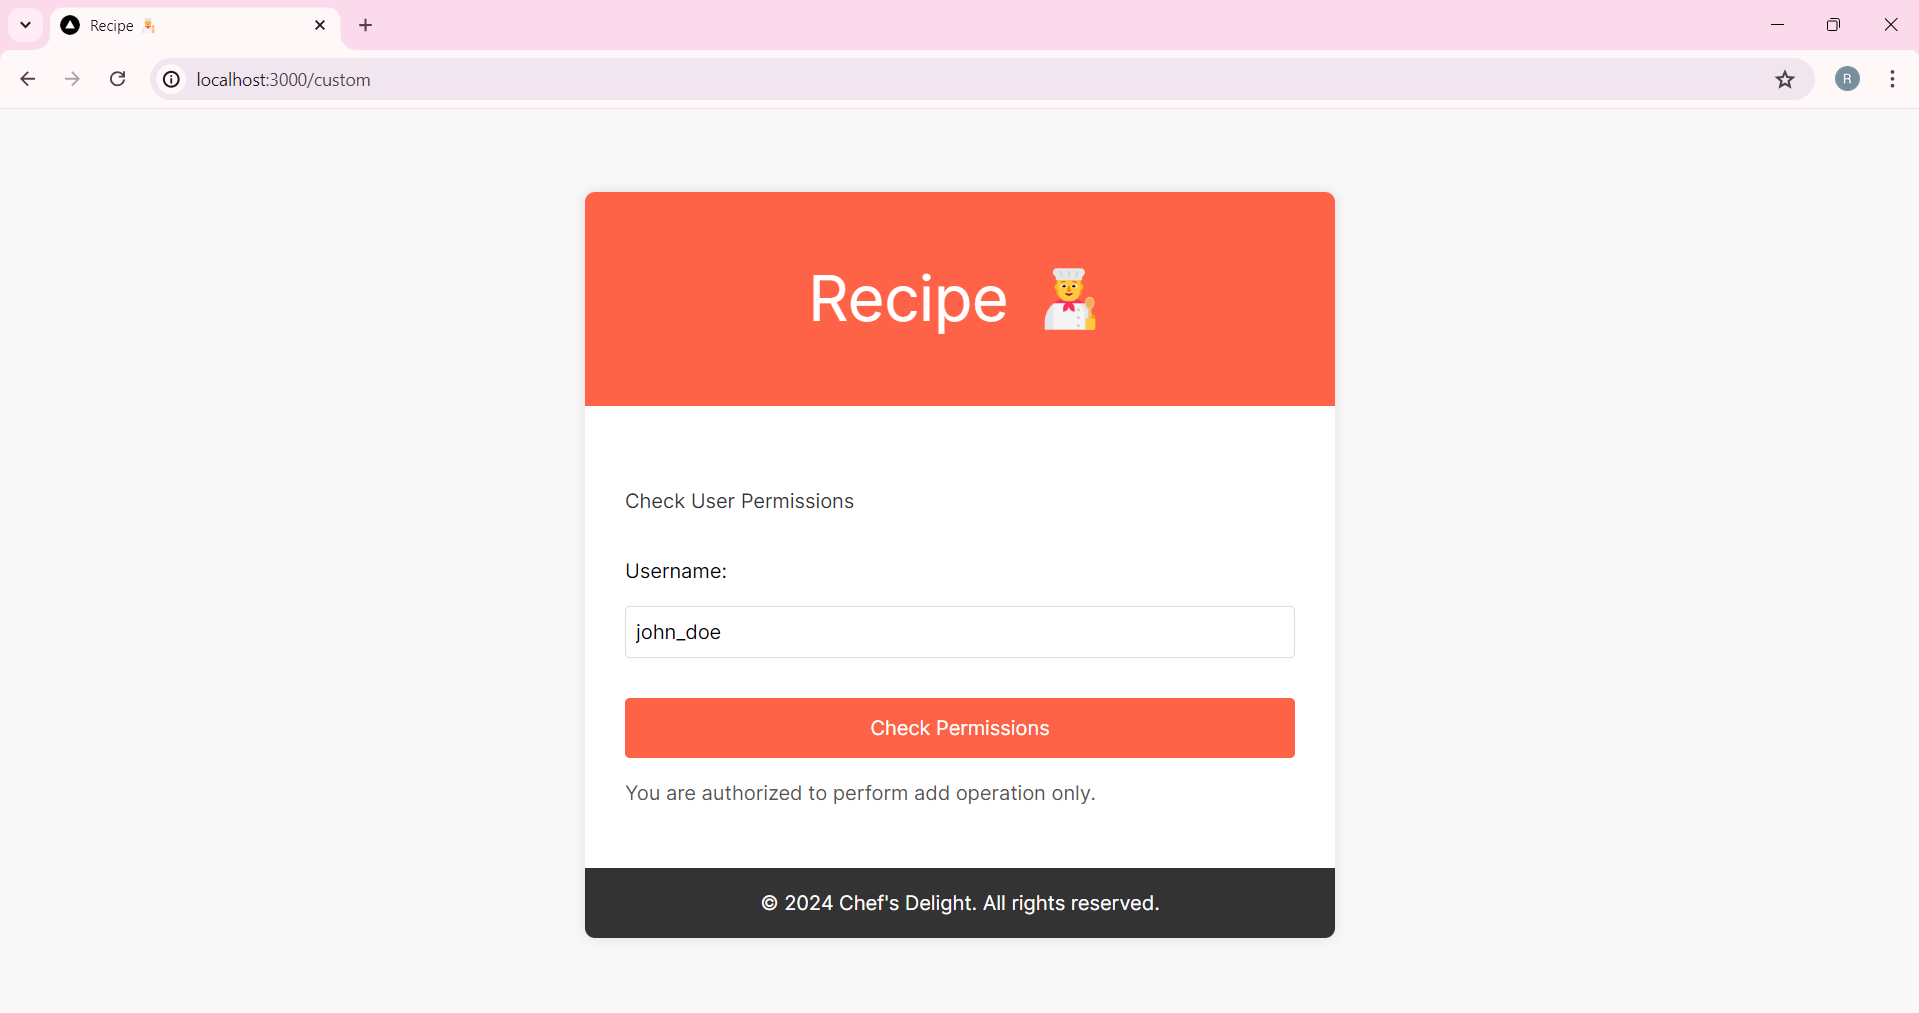 Recipe 🧑‍🍳
localhost:3000/custom
R
Recipe 🧑‍🍳
Check User Permissions
Username:
john_doe
Check Permissions
You are authorized to perform add operation only.
© 2024 Chef's Delight. All rights reserved.